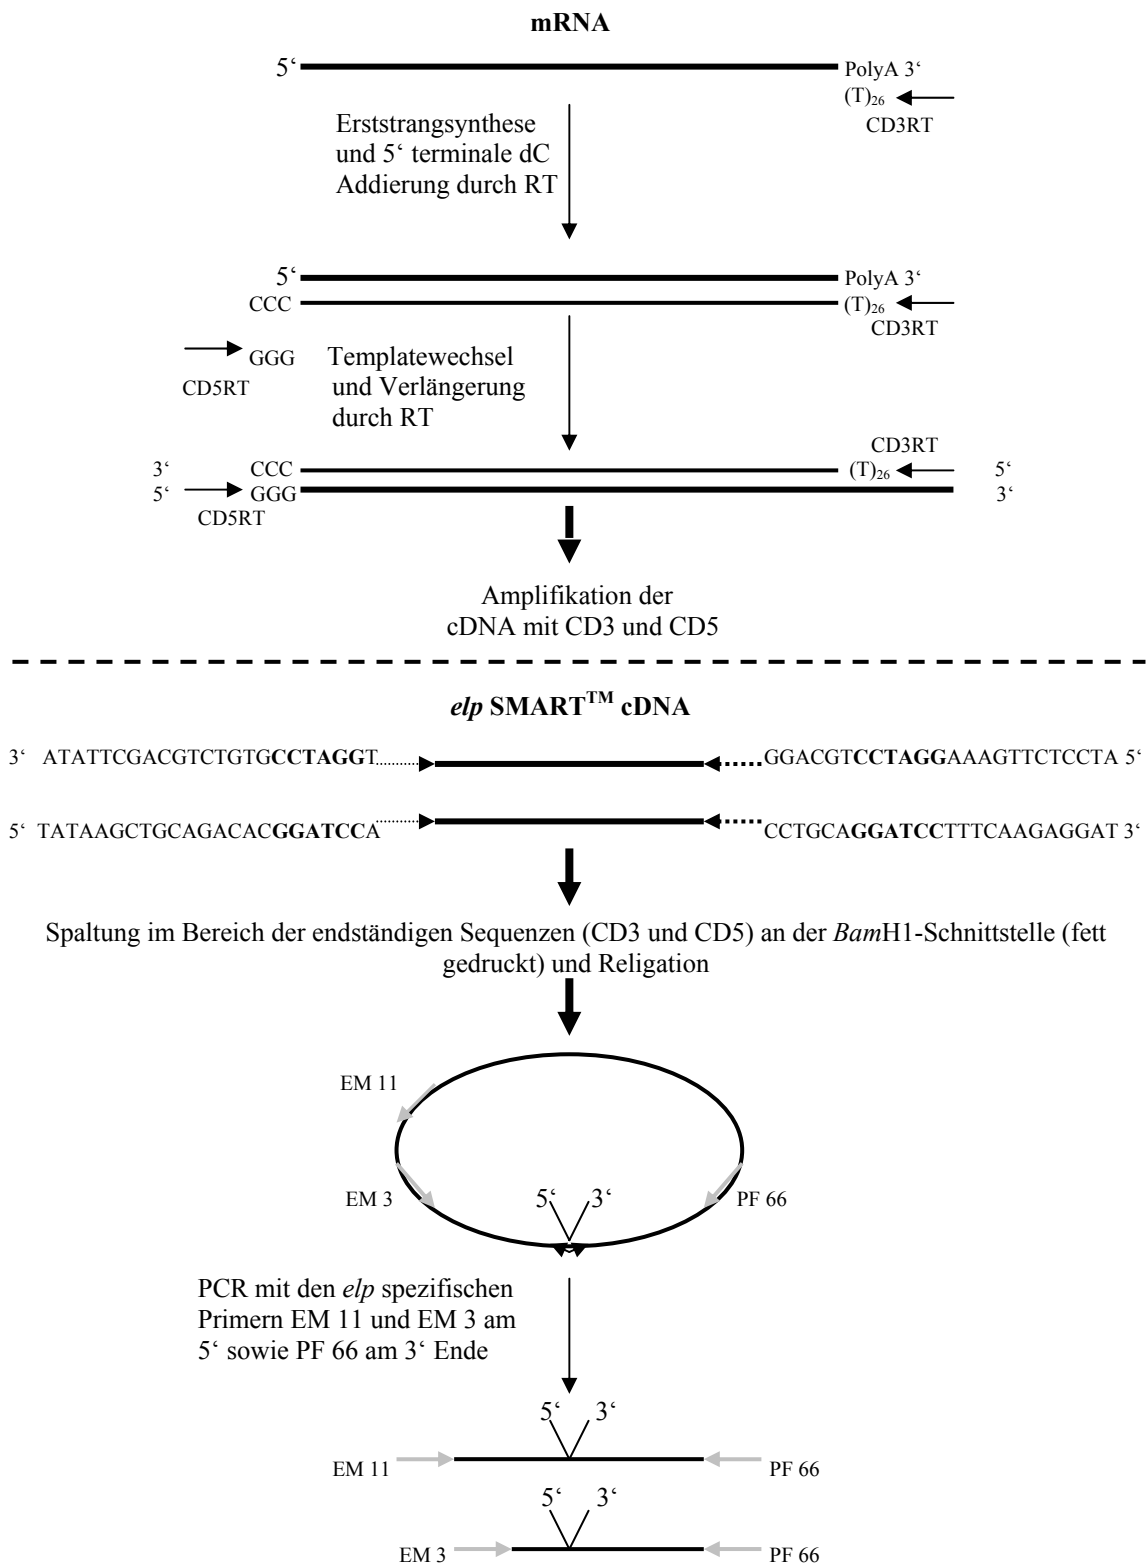 mRNA
5‘ PolyA 3‘
(T)26
CD3RT
Erststrangsynthese
und 5‘ terminale dC
Addierung durch RT
5‘ PolyA 3‘
CCC (T)26
CD3RT
GGG
CD5RT
Templatewechsel
und Verlängerung
durch RT
CD3RT
3‘ CCC (T)26 5‘
5‘ GGG 3‘
CD5RT
Amplifikation der
cDNA mit CD3 und CD5
elp SMART™ cDNA
3‘ ATATTCGACGTCTGTGCCTAGGT GGACGTCCTAGGAAAGTTCTCCTA 5‘
5‘ TATAAGCTGCAGACACGGATCCA CCTGCAGGATCCTTTCAAGAGGAT 3‘
Spaltung im Bereich der endständigen Sequenzen (CD3 und CD5) an der BamH1-Schnittstelle (fett
gedruckt) und Religation
EM 11
EM 3 5‘ 3‘ PF 66
PCR mit den elp spezifischen
Primern EM 11 und EM 3 am
5‘ sowie PF 66 am 3‘ Ende
5‘ 3‘
EM 11 PF 66
5‘ 3‘
EM 3 PF 66